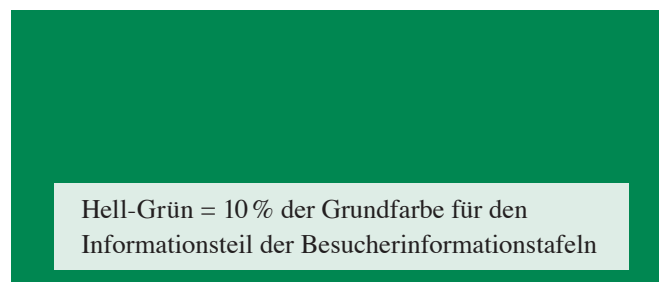 Hell-Grün = 10 % der Grundfarbe für den
Informationsteil der Besucherinformationstafeln